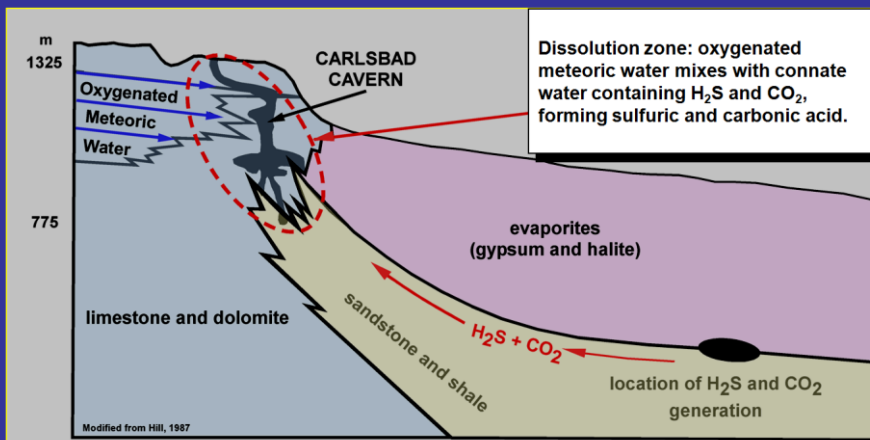 m
1325
Oxygenated
Meteoric
Water
775
CARLSBAD
CAVERN
Dissolution zone: oxygenated
meteoric water mixes with connate
water containing H₂S and CO₂,
forming sulfuric and carbonic acid.
evaporites
(gypsum and halite)
limestone and dolomite
sandstone and shale
H₂S + CO₂
location of H₂S and CO₂
generation
Modified from Hill, 1987